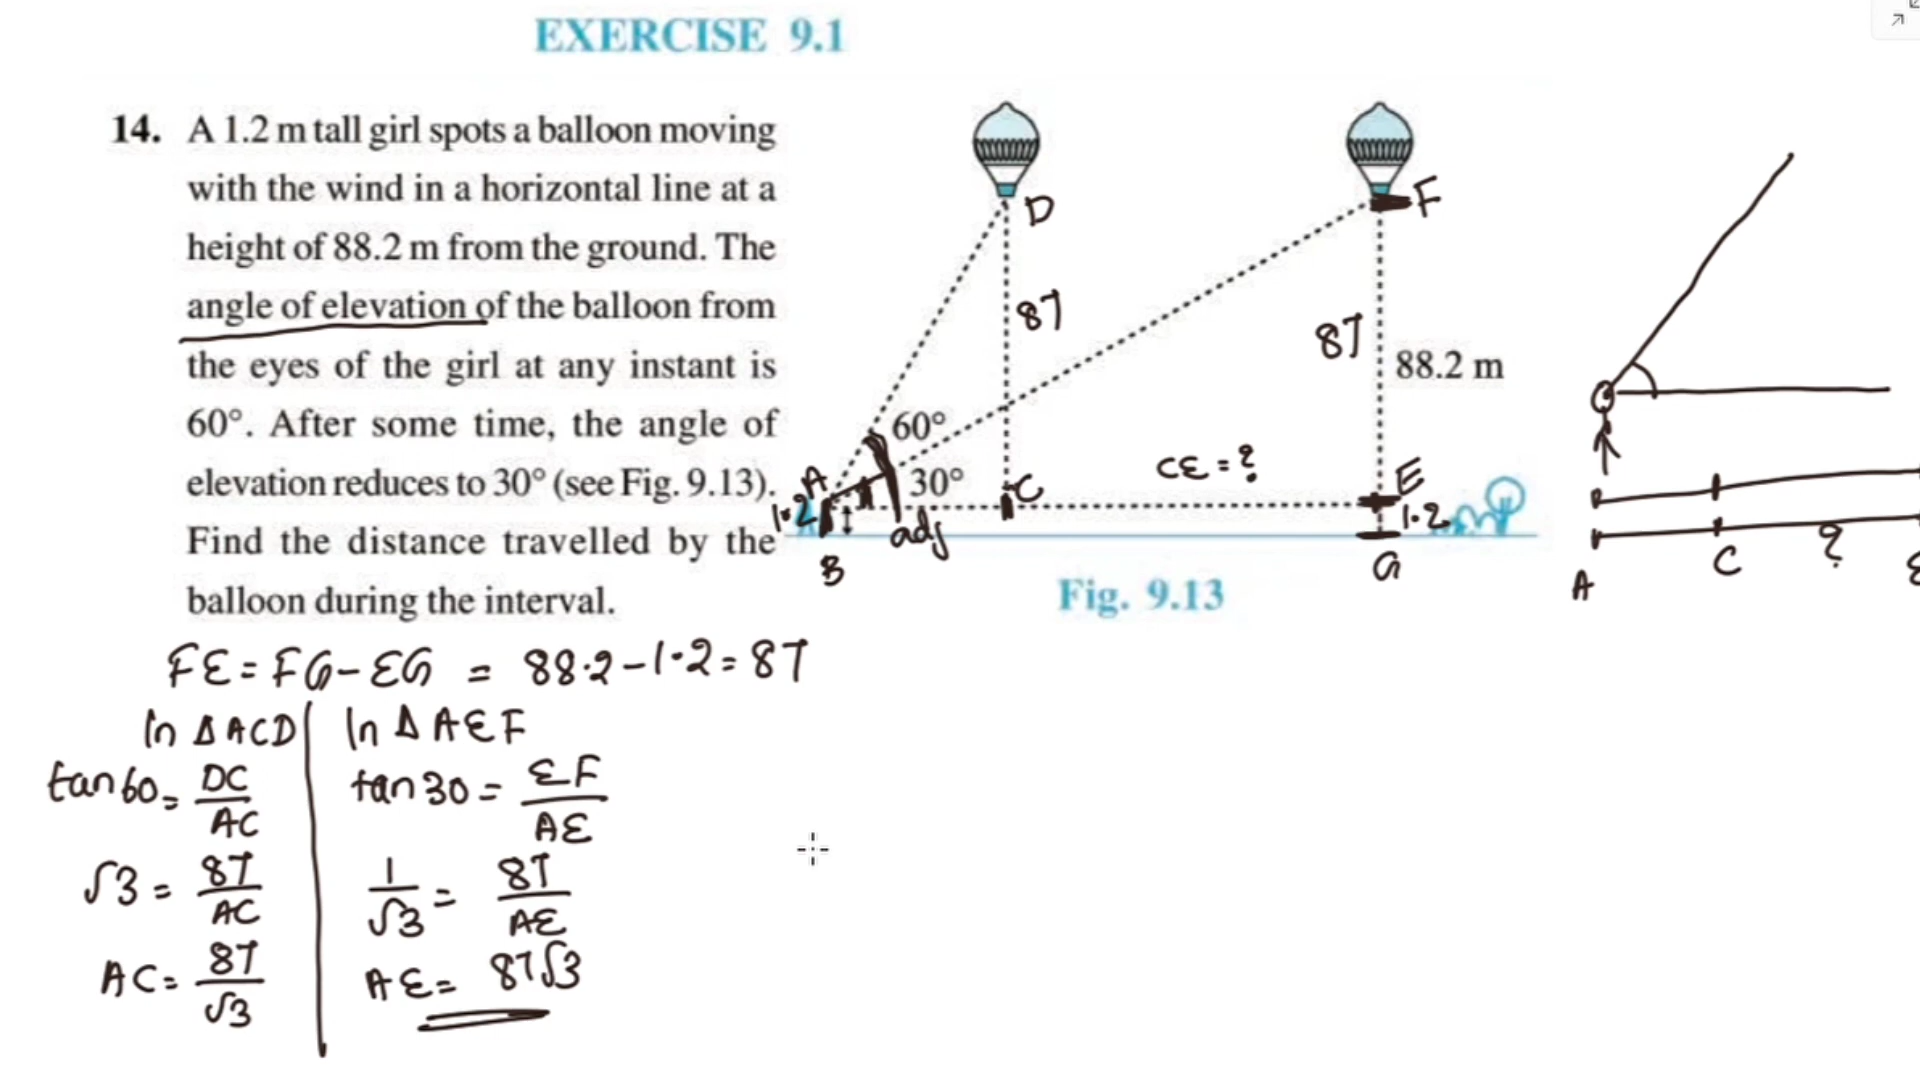 EXERCISE 9.1
14. A 1.2 m tall girl spots a balloon moving
with the wind in a horizontal line at a
height of 88.2 m from the ground. The
angle of elevation of the balloon from
the eyes of the girl at any instant is
60°. After some time, the angle of
elevation reduces to 30° (see Fig. 9.13).
Find the distance travelled by the
balloon during the interval.
D
F
87
87
88.2 m
60°
30°
A
C
CE = ?
E
1.2
1.2
adj
B
G
Fig. 9.13
A
C
?
E
FE = FG - EG = 88.2 - 1.2 = 87
In Δ ACD
tan 60 = DC/AC
√3 = 87/AC
AC = 87/√3
In Δ AEF
tan 30 = EF/AE
1/√3 = 87/AE
AE = 87√3